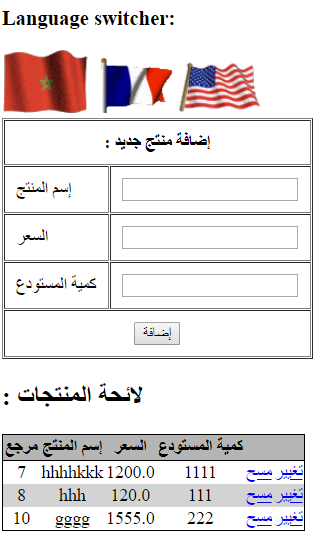 Language switcher:
إضافة منتج جديد :
إسم المنتج
السعر
كمية المستودع
إضافة
لائحة المنتجات :
مرجع إسم المنتج السعر كمية المستودع
7 hhhhkkk 1200.0 1111 تغيير مسح
8 hhh 120.0 111 تغيير مسح
10 gggg 1555.0 222 تغيير مسح